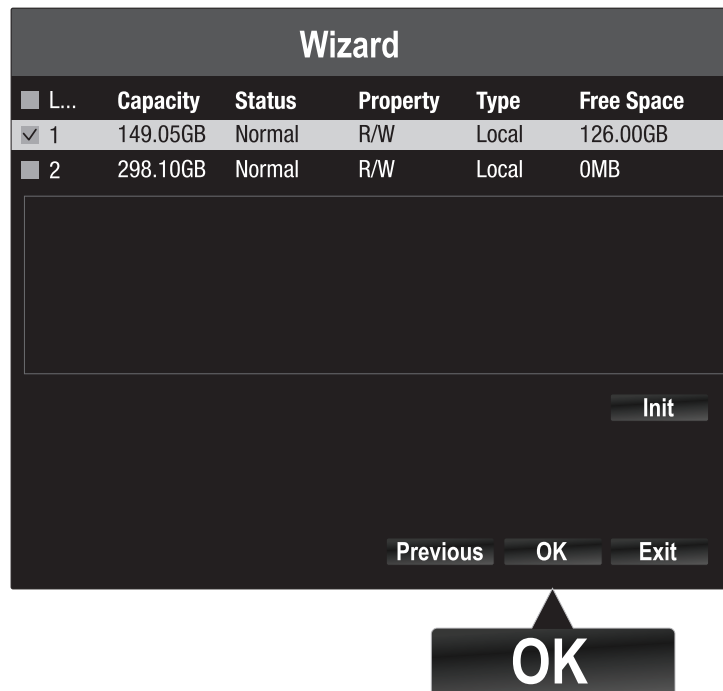 Wizard
L... Capacity Status Property Type Free Space
1 149.05GB Normal R/W Local 126.00GB
2 298.10GB Normal R/W Local 0MB
Init
Previous OK Exit
OK